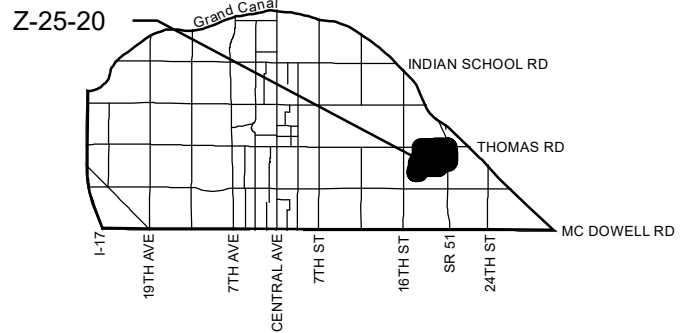 Z-25-20
Grand Canal
INDIAN SCHOOL RD
THOMAS RD
MC DOWELL RD
I-17
19TH AVE
7TH AVE
CENTRAL AVE
7TH ST
16TH ST
SR 51
24TH ST